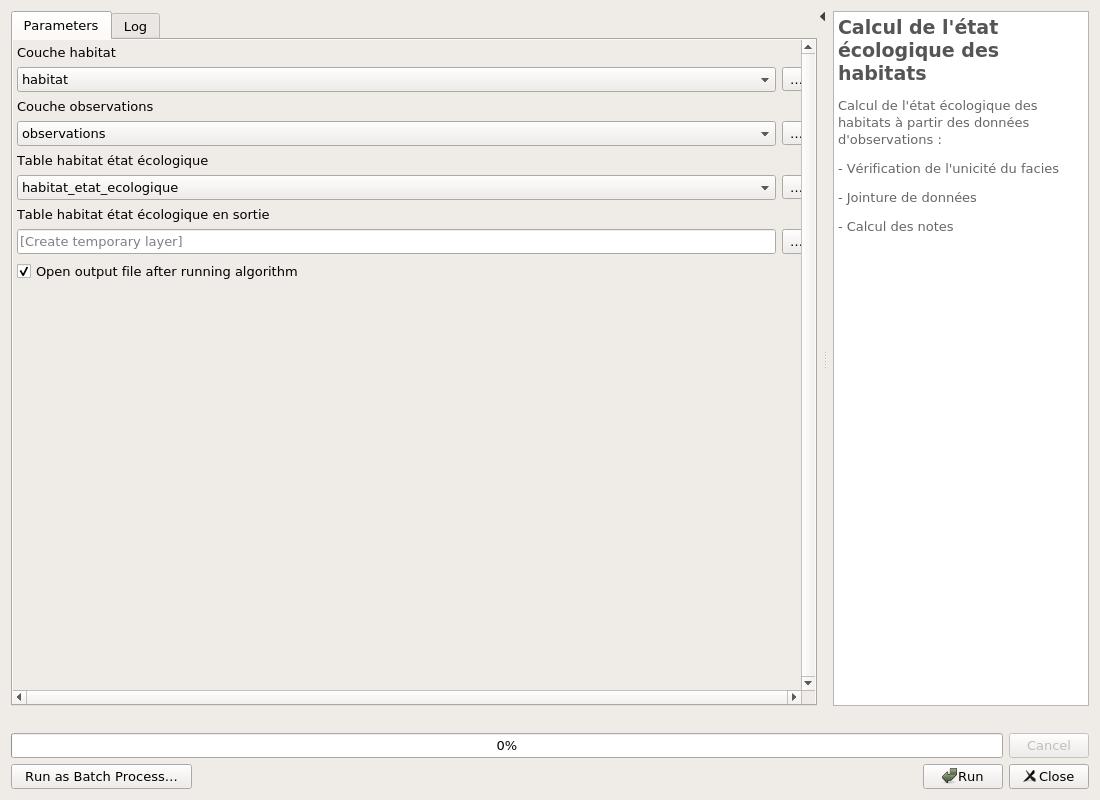 Parameters
Log
Couche habitat
habitat
...
Couche observations
observations
...
Table habitat état écologique
habitat_etat_ecologique
...
Table habitat état écologique en sortie
[Create temporary layer]
...
Open output file after running algorithm
Calcul de l'état
écologique des
habitats
Calcul de l'état écologique des
habitats à partir des données
d'observations :
- Vérification de l'unicité du facies
- Jointure de données
- Calcul des notes
0%
Cancel
Run as Batch Process...
Run
Close